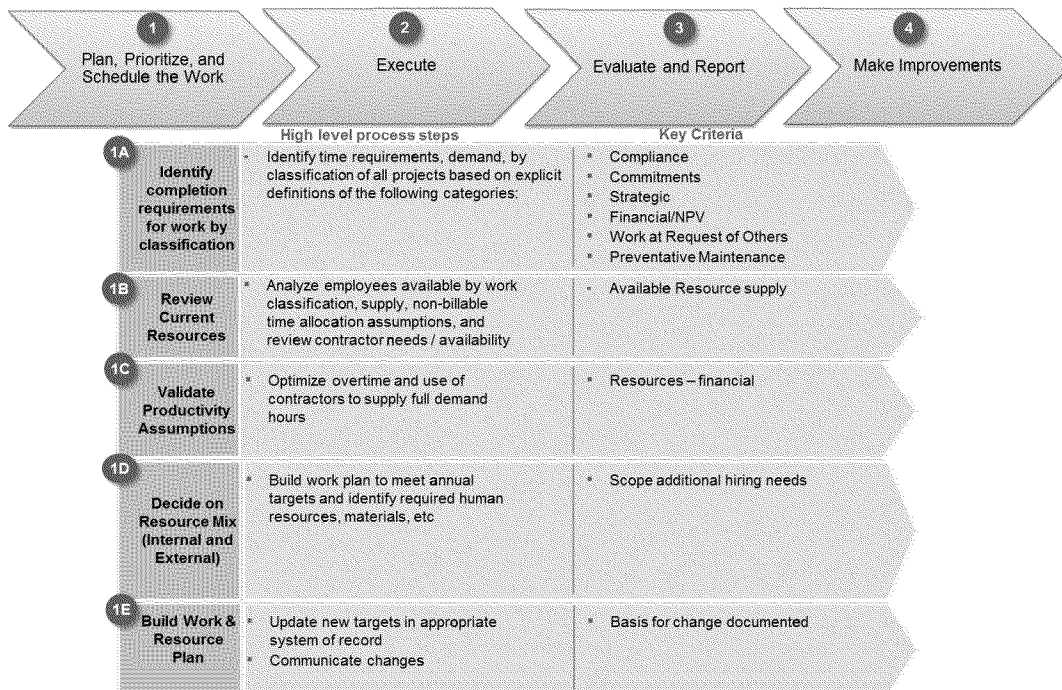 1
Plan, Prioritize, and
Schedule the Work
2
Execute
3
Evaluate and Report
4
Make Improvements
High level process steps
Key Criteria
1A
Identify
completion
requirements
for work by
classification
- Identify time requirements, demand, by
classification of all projects based on explicit
definitions of the following categories:
▪ Compliance
▪ Commitments
▪ Strategic
▪ Financial/NPV
▪ Work at Request of Others
▪ Preventative Maintenance
1B
Review
Current
Resources
▪ Analyze employees available by work
classification, supply, non-billable
time allocation assumptions, and
review contractor needs / availability
- Available Resource supply
1C
Validate
Productivity
Assumptions
▪ Optimize overtime and use of
contractors to supply full demand
hours
▪ Resources – financial
1D
Decide on
Resource Mix
(Internal and
External)
▪ Build work plan to meet annual
targets and identify required human
resources, materials, etc
▪ Scope additional hiring needs
1E
Build Work &
Resource
Plan
▪ Update new targets in appropriate
system of record
▪ Communicate changes
▪ Basis for change documented